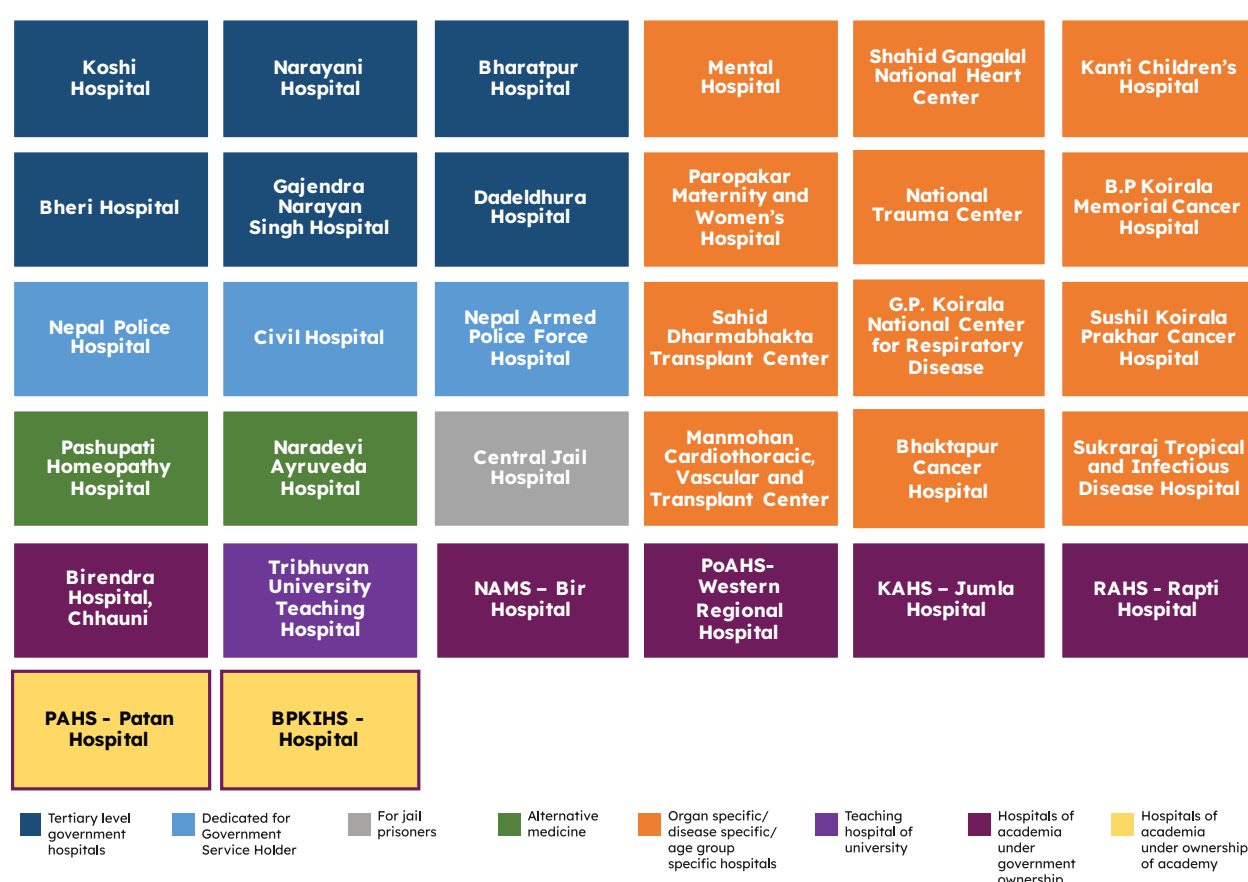 Koshi
Hospital
Narayani
Hospital
Bharatpur
Hospital
Mental
Hospital
Shahid Gangalal
National Heart
Center
Kanti Children's
Hospital
Bheri Hospital
Gajendra
Narayan
Singh Hospital
Dadeldhura
Hospital
Paropakar
Maternity and
Women's
Hospital
National
Trauma Center
B.P Koirala
Memorial Cancer
Hospital
Nepal Police
Hospital
Civil Hospital
Nepal Armed
Police Force
Hospital
Sahid
Dharmabhakta
Transplant Center
G.P. Koirala
National Center
for Respiratory
Disease
Sushil Koirala
Prakhar Cancer
Hospital
Pashupati
Homeopathy
Hospital
Naradevi
Ayruveda
Hospital
Central Jail
Hospital
Manmohan
Cardiothoracic,
Vascular and
Transplant Center
Bhaktapur
Cancer
Hospital
Sukraraj Tropical
and Infectious
Disease Hospital
Birendra
Hospital,
Chhauni
Tribhuvan
University
Teaching
Hospital
NAMS – Bir
Hospital
PoAHS-
Western
Regional
Hospital
KAHS – Jumla
Hospital
RAHS - Rapti
Hospital
PAHS - Patan
Hospital
BPKIHS -
Hospital
Tertiary level
government
hospitals
Dedicated for
Government
Service Holder
For jail
prisoners
Alternative
medicine
Organ specific/
disease specific/
age group
specific hospitals
Teaching
hospital of
university
Hospitals of
academia
under
government
ownership
Hospitals of
academia
under ownership
of academy